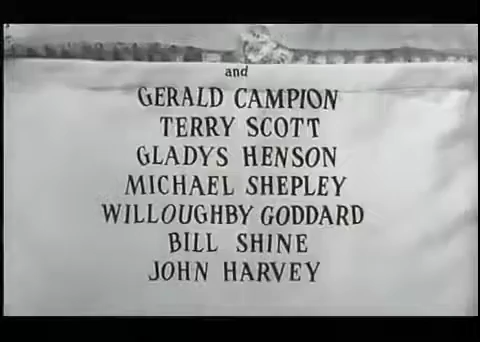 and
GERALD CAMPION
TERRY SCOTT
GLADYS HENSON
MICHAEL SHEPLEY
WILLOUGHBY GODDARD
BILL SHINE
JOHN HARVEY